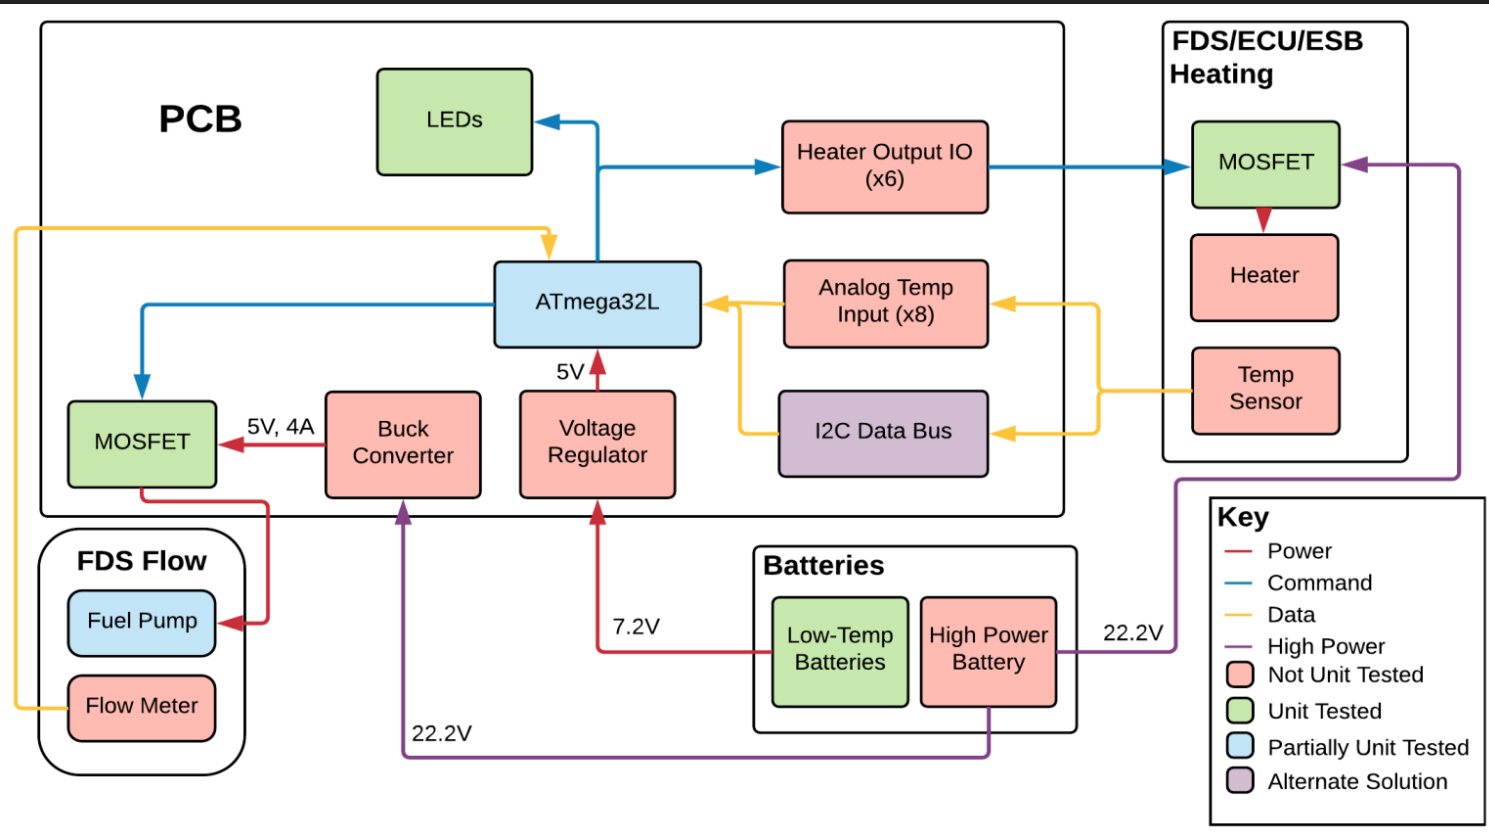 PCB
LEDs
Heater Output IO
(x6)
FDS/ECU/ESB
Heating
MOSFET
Heater
Temp
Sensor
ATmega32L
Analog Temp
Input (x8)
I2C Data Bus
5V
MOSFET
5V, 4A
Buck
Converter
Voltage
Regulator
FDS Flow
Fuel Pump
Flow Meter
Batteries
Low-Temp
Batteries
High Power
Battery
7.2V
22.2V
22.2V
Key
Power
Command
Data
High Power
Not Unit Tested
Unit Tested
Partially Unit Tested
Alternate Solution